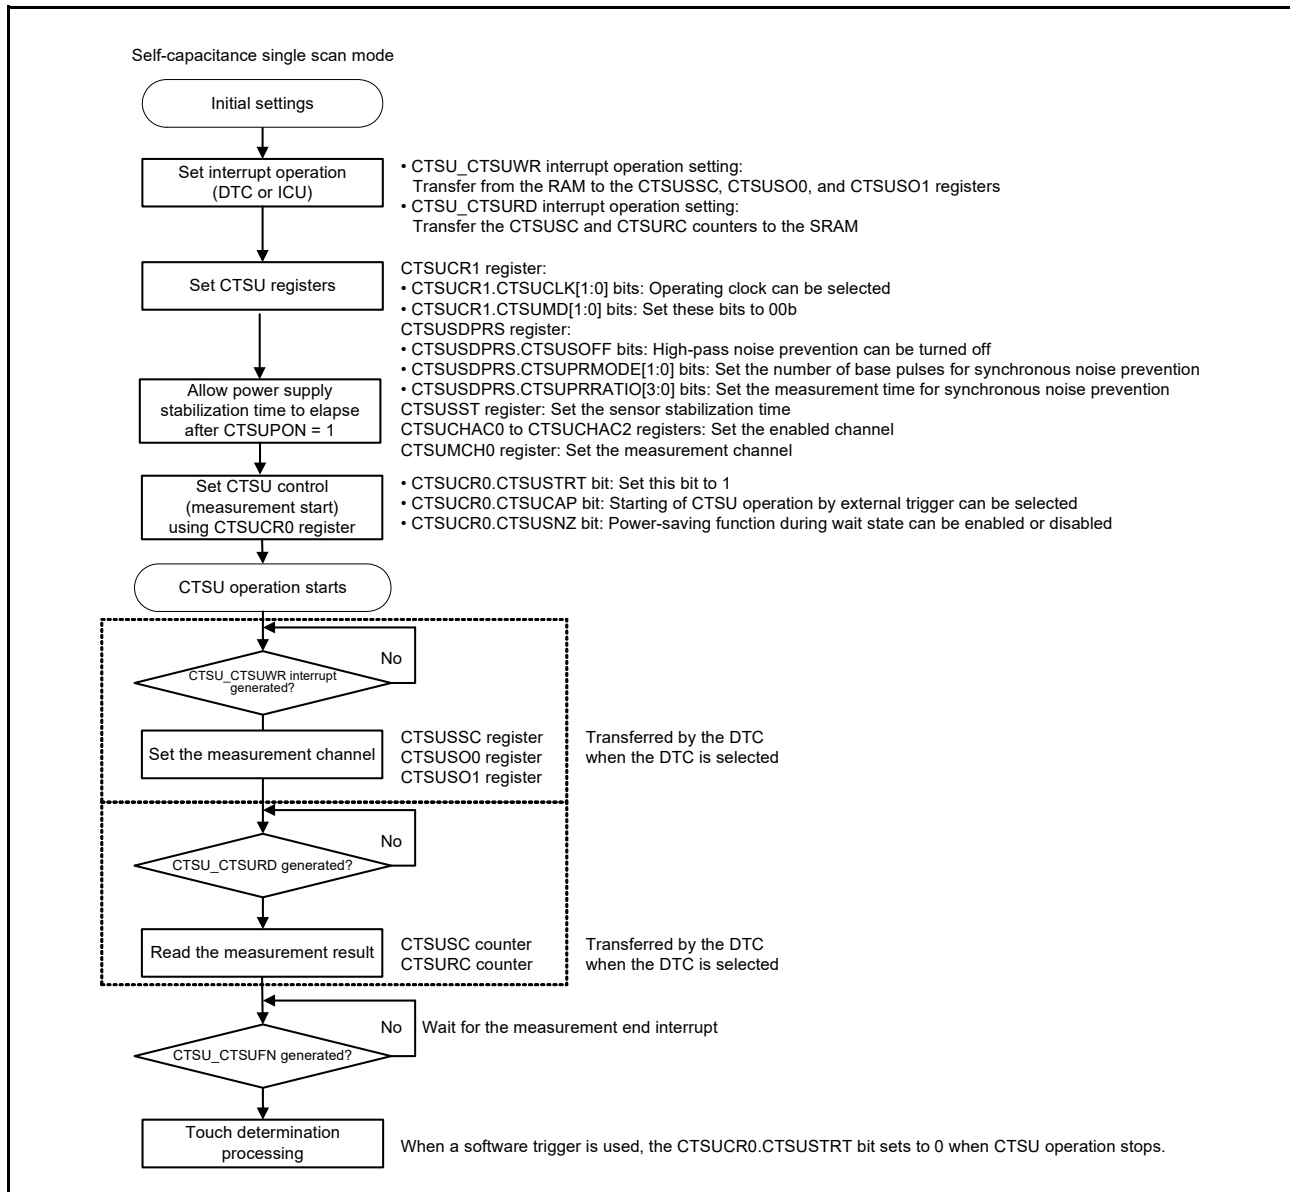 Self-capacitance single scan mode
Initial settings
Set interrupt operation
(DTC or ICU)
• CTSU_CTSUWR interrupt operation setting:
Transfer from the RAM to the CTSUSSC, CTSUSO0, and CTSUSO1 registers
• CTSU_CTSURD interrupt operation setting:
Transfer the CTSUSC and CTSURC counters to the SRAM
Set CTSU registers
CTSUCR1 register:
• CTSUCR1.CTSUCLK[1:0] bits: Operating clock can be selected
• CTSUCR1.CTSUMD[1:0] bits: Set these bits to 00b
CTSUSDPRS register:
• CTSUSDPRS.CTSUSOFF bits: High-pass noise prevention can be turned off
• CTSUSDPRS.CTSUPRMODE[1:0] bits: Set the number of base pulses for synchronous noise prevention
• CTSUSDPRS.CTSUPRRATIO[3:0] bits: Set the measurement time for synchronous noise prevention
CTSUSST register: Set the sensor stabilization time
CTSUCHAC0 to CTSUCHAC2 registers: Set the enabled channel
CTSUMCH0 register: Set the measurement channel
Allow power supply
stabilization time to elapse
after CTSUPON = 1
Set CTSU control
(measurement start)
using CTSUCR0 register
• CTSUCR0.CTSUSTRT bit: Set this bit to 1
• CTSUCR0.CTSUCAP bit: Starting of CTSU operation by external trigger can be selected
• CTSUCR0.CTSUSNZ bit: Power-saving function during wait state can be enabled or disabled
CTSU operation starts
No
CTSU_CTSUWR interrupt
generated?
Set the measurement channel
CTSUSSC register
CTSUSO0 register
CTSUSO1 register
Transferred by the DTC
when the DTC is selected
No
CTSU_CTSURD generated?
Read the measurement result
CTSUSC counter
CTSURC counter
Transferred by the DTC
when the DTC is selected
No
Wait for the measurement end interrupt
CTSU_CTSUFN generated?
Touch determination
processing
When a software trigger is used, the CTSUCR0.CTSUSTRT bit sets to 0 when CTSU operation stops.